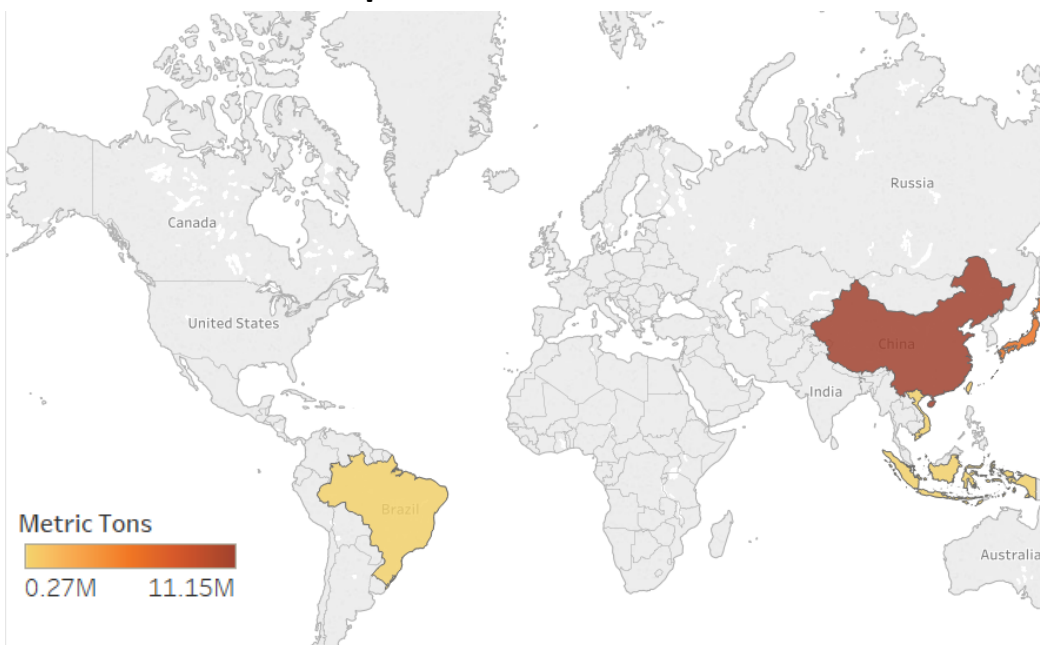 Russia
Canada
United States
China
India
Brazil
Metric Tons
0.27M 11.15M
Australia